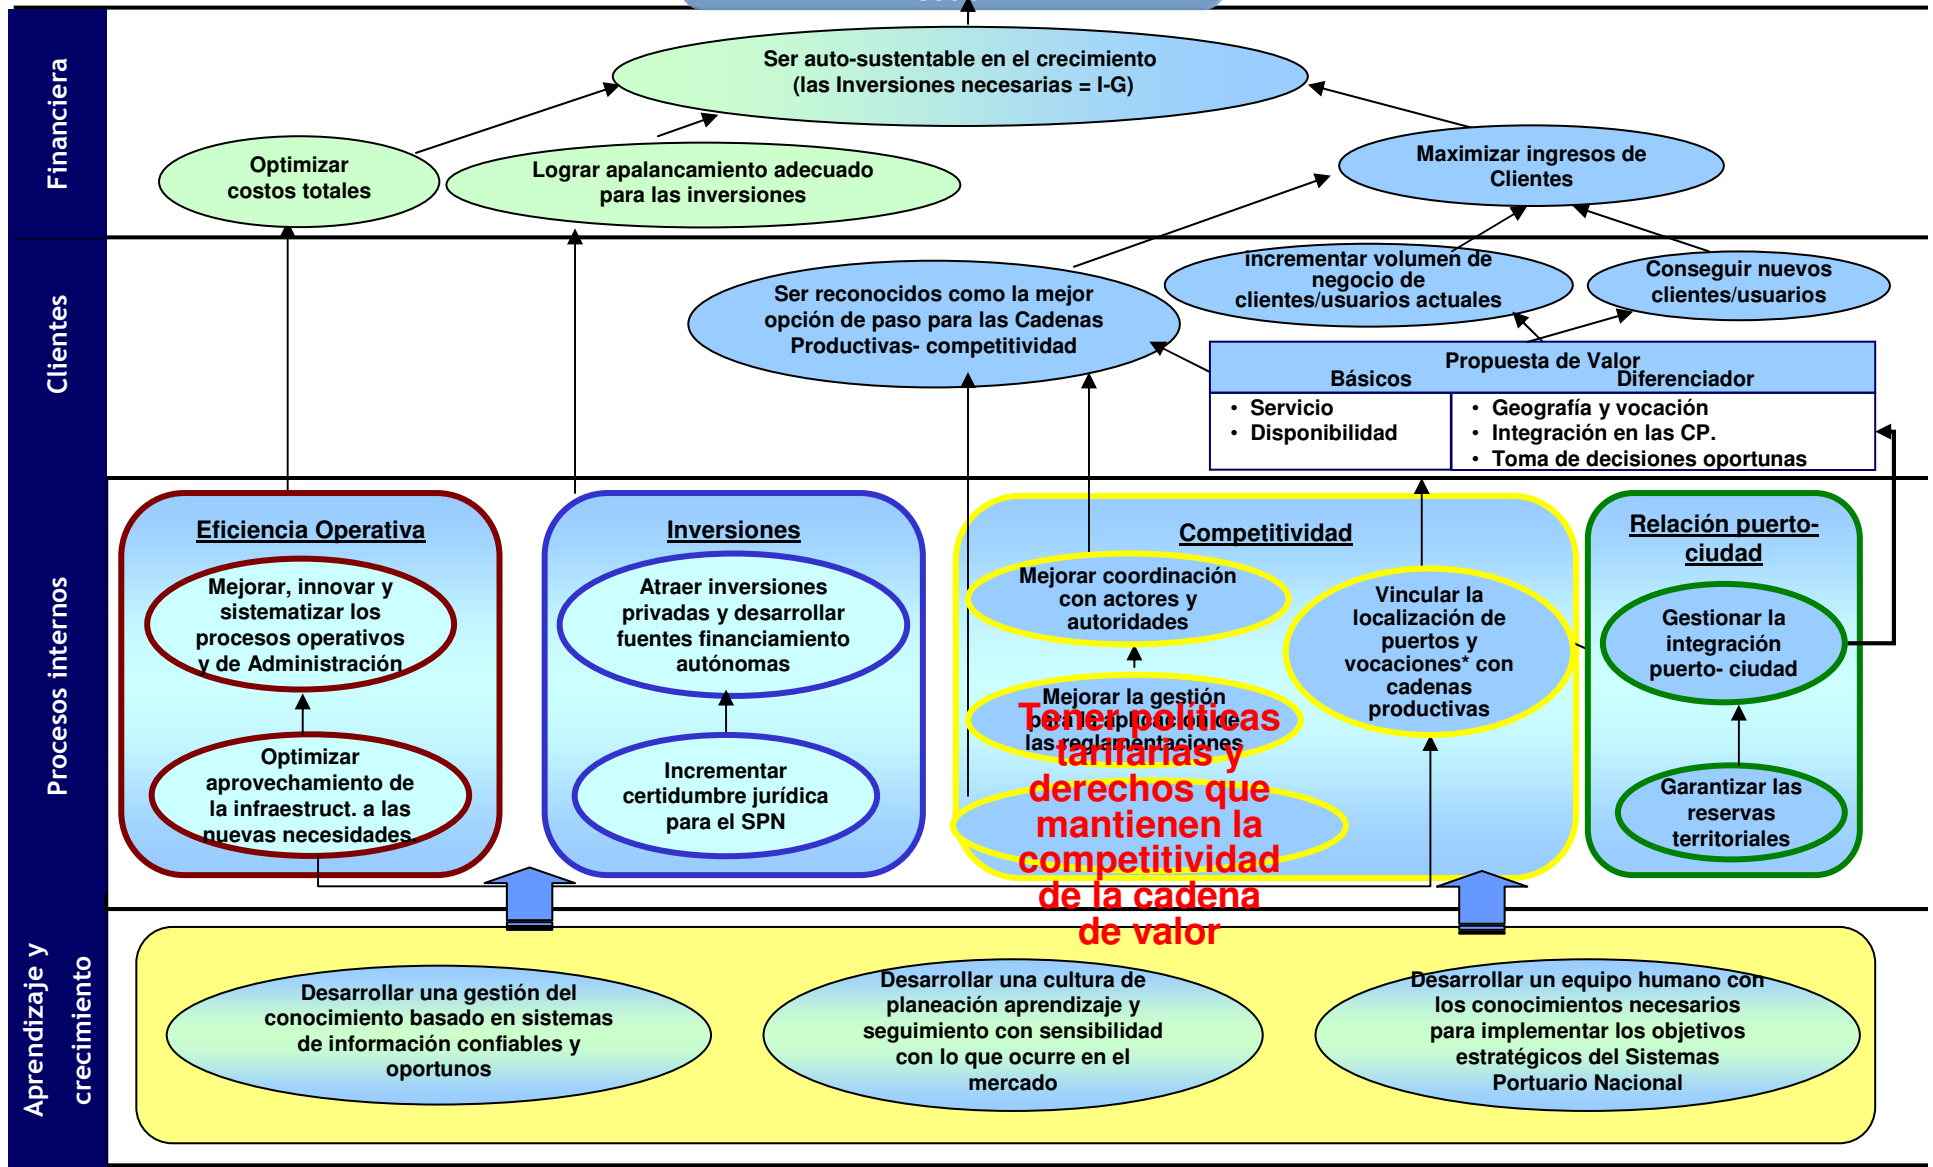 Financiera
Ser auto-sustentable en el crecimiento
(las Inversiones necesarias = I-G)
Optimizar
costos totales
Lograr apalancamiento adecuado
para las inversiones
Maximizar ingresos de
Clientes
Clientes
Ser reconocidos como la mejor
opción de paso para las Cadenas
Productivas- competitividad
incrementar volumen de
negocio de
clientes/usuarios actuales
Conseguir nuevos
clientes/usuarios
Propuesta de Valor
Básicos
Diferenciador
• Servicio
• Disponibilidad
• Geografía y vocación
• Integración en las CP.
• Toma de decisiones oportunas
Procesos internos
Eficiencia Operativa
Mejorar, innovar y
sistematizar los
procesos operativos
y de Administración
Optimizar
aprovechamiento de
la infraestruct. a las
nuevas necesidades.
Inversiones
Atraer inversiones
privadas y desarrollar
fuentes financiamiento
autónomas
Incrementar
certidumbre jurídica
para el SPN
Competitividad
Mejorar coordinación
con actores y
autoridades
Mejorar la gestión
para la aplicación de
las reglamentaciones
Tener políticas
tarifarias y
derechos que
mantienen la
competitividad
de la cadena
de valor
Vincular la
localización de
puertos y
vocaciones* con
cadenas
productivas
Relación puerto-
ciudad
Gestionar la
integración
puerto- ciudad
Garantizar las
reservas
territoriales
Aprendizaje y
crecimiento
Desarrollar una gestión del
conocimiento basado en sistemas
de información confiables y
oportunos
Desarrollar una cultura de
planeación aprendizaje y
seguimiento con sensibilidad
con lo que ocurre en el
mercado
Desarrollar un equipo humano con
los conocimientos necesarios
para implementar los objetivos
estratégicos del Sistemas
Portuario Nacional